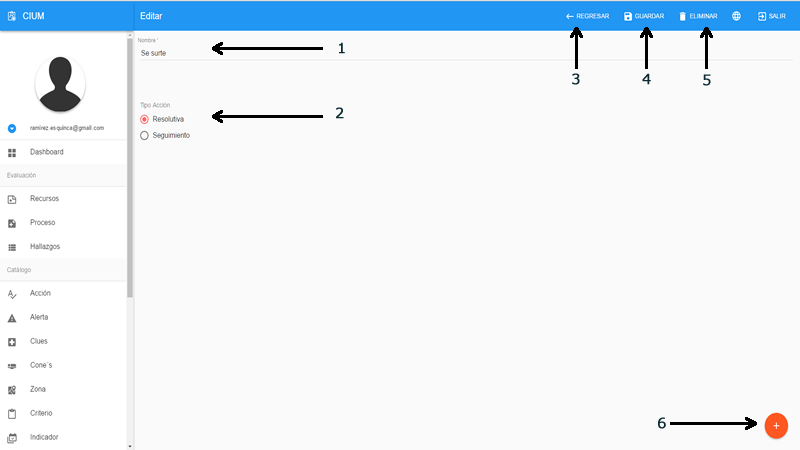 CIUM
Editar
REGRESAR
GUARDAR
ELIMINAR
SALIR
Nombre *
Se surte
1
2
3
4
5
6
Tipo Acción
Resolutiva
Seguimiento
ramirez.esquinca@gmail.com
Dashboard
Evaluación
Recursos
Proceso
Hallazgos
Catálogo
Acción
Alerta
Clues
Cone´s
Zona
Criterio
Indicador
+